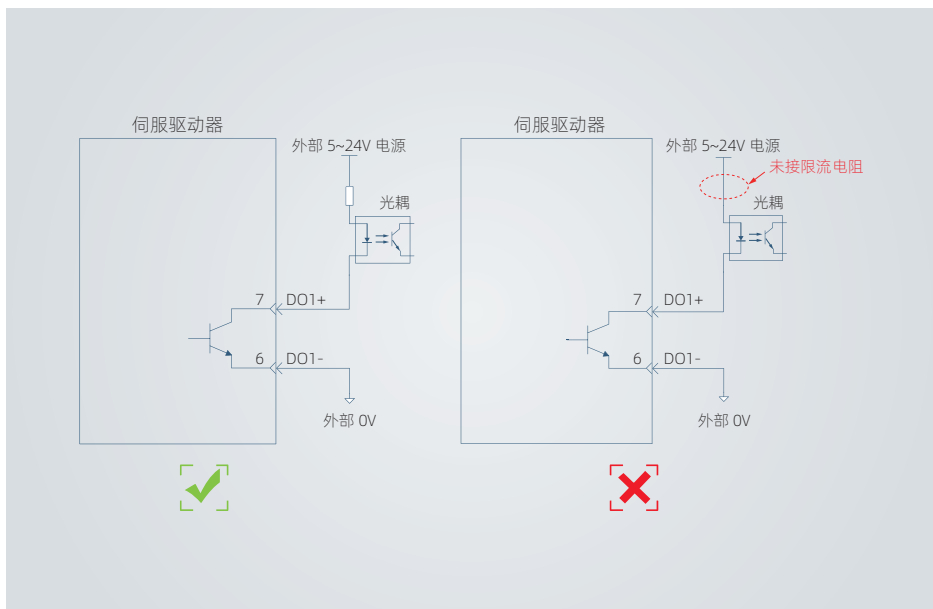 伺服驱动器
外部 5~24V 电源
光耦
7 DO1+
6 DO1-
外部 0V
伺服驱动器
外部 5~24V 电源
未接限流电阻
光耦
7 DO1+
6 DO1-
外部 0V